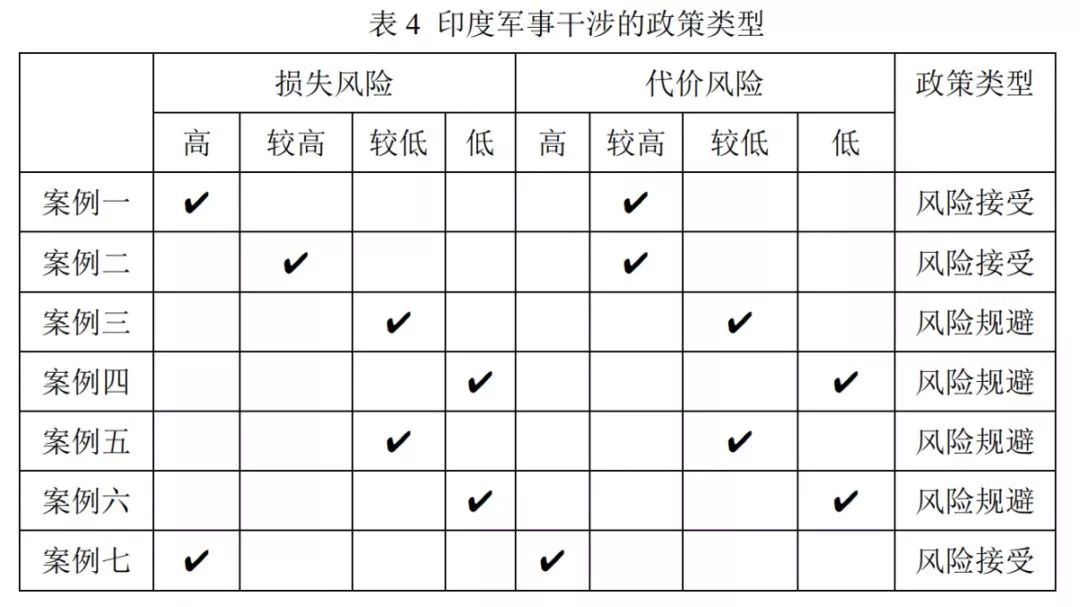 表 4 印度军事干涉的政策类型
损失风险 代价风险 政策类型
高 较高 较低 低 高 较高 较低 低
案例一 ✔ ✔ 风险接受
案例二 ✔ ✔ 风险接受
案例三 ✔ ✔ 风险规避
案例四 ✔ ✔ 风险规避
案例五 ✔ ✔ 风险规避
案例六 ✔ ✔ 风险规避
案例七 ✔ ✔ 风险接受